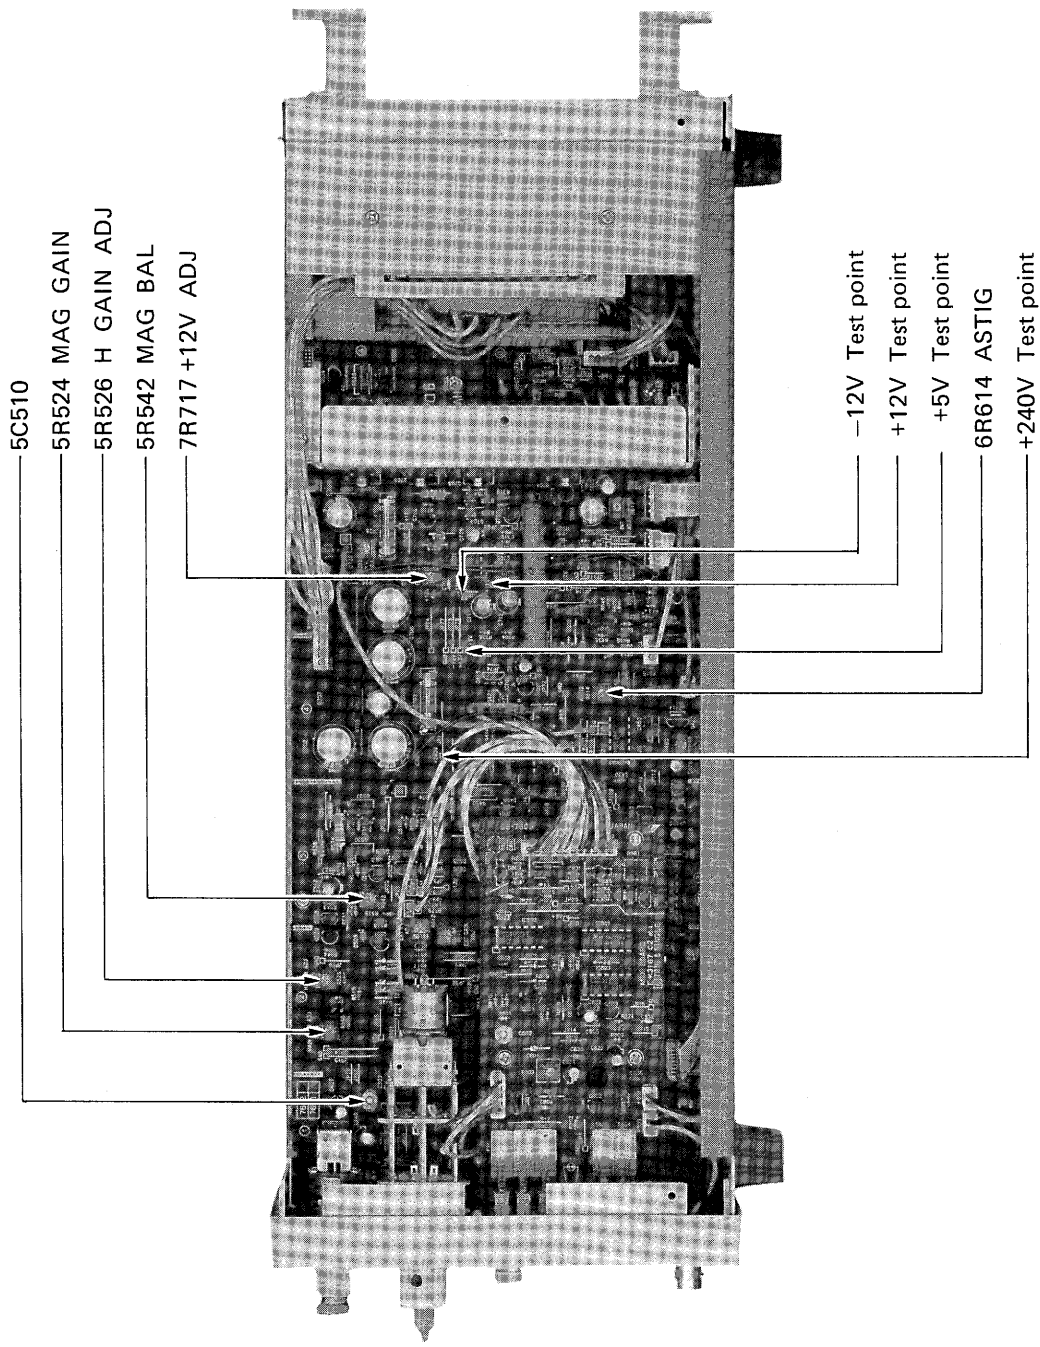 5C510
5R524 MAG GAIN
5R526 H GAIN ADJ
5R542 MAG BAL
7R717 +12V ADJ
−12V Test point
+12V Test point
+5V Test point
6R614 ASTIG
+240V Test point